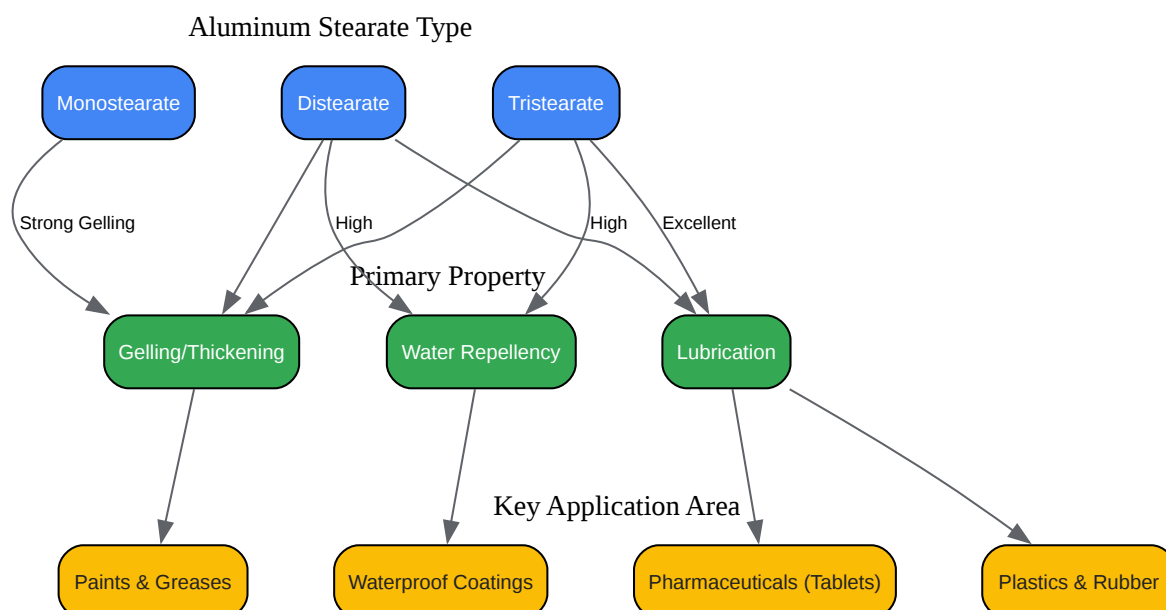 Aluminum Stearate Type
Monostearate
Distearate
Tristearate
Strong Gelling
High
High
Excellent
Primary Property
Gelling/Thickening
Water Repellency
Lubrication
Key Application Area
Paints & Greases
Waterproof Coatings
Pharmaceuticals (Tablets)
Plastics & Rubber